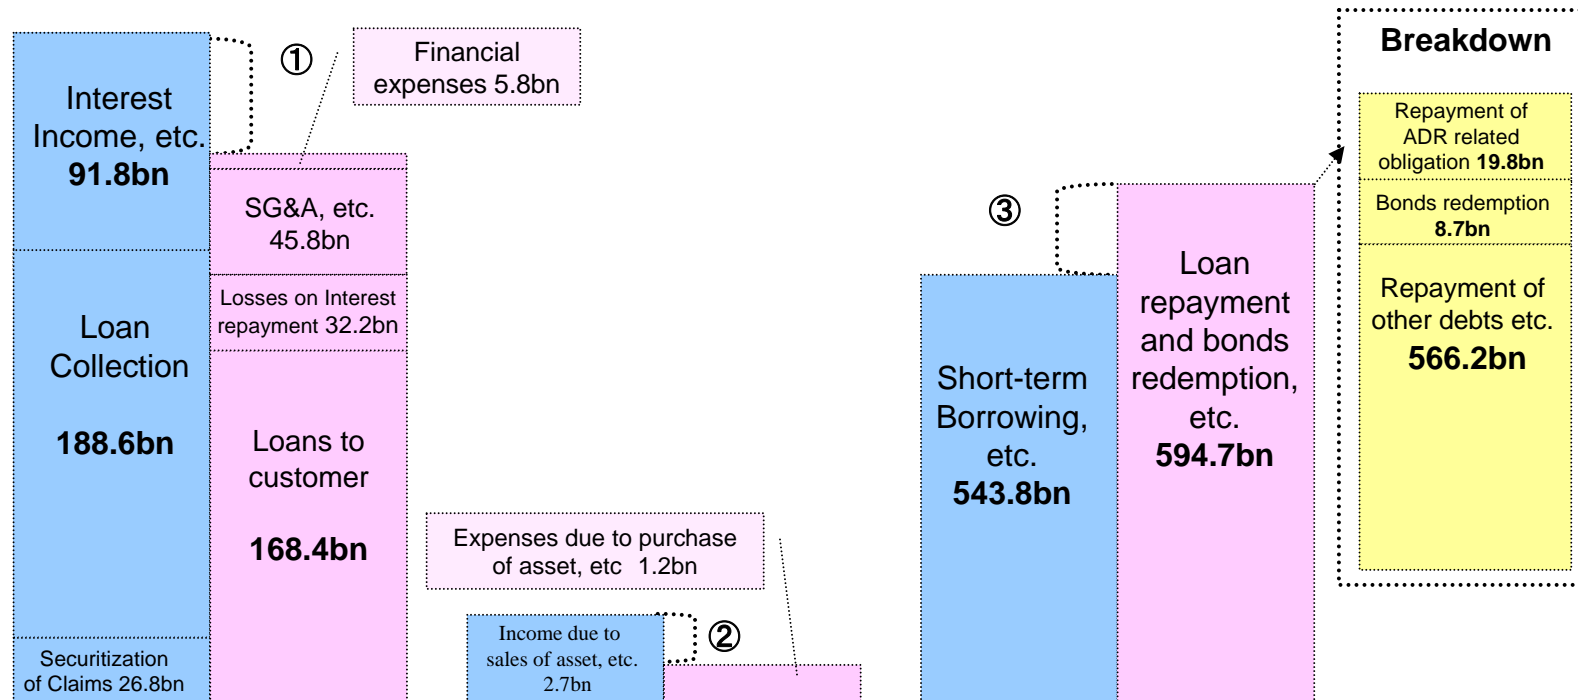 ①
Financial
expenses 5.8bn
Interest
Income, etc.
91.8bn
SG&A, etc.
45.8bn
Losses on Interest
repayment 32.2bn
Loan
Collection
188.6bn
Loans to
customer
168.4bn
Securitization
of Claims 26.8bn
Expenses due to purchase
of asset, etc 1.2bn
Income due to
sales of asset, etc.
2.7bn
②
③
Short-term
Borrowing,
etc.
543.8bn
Loan
repayment
and bonds
redemption,
etc.
594.7bn
Breakdown
Repayment of
ADR related
obligation 19.8bn
Bonds redemption
8.7bn
Repayment of
other debts etc.
566.2bn